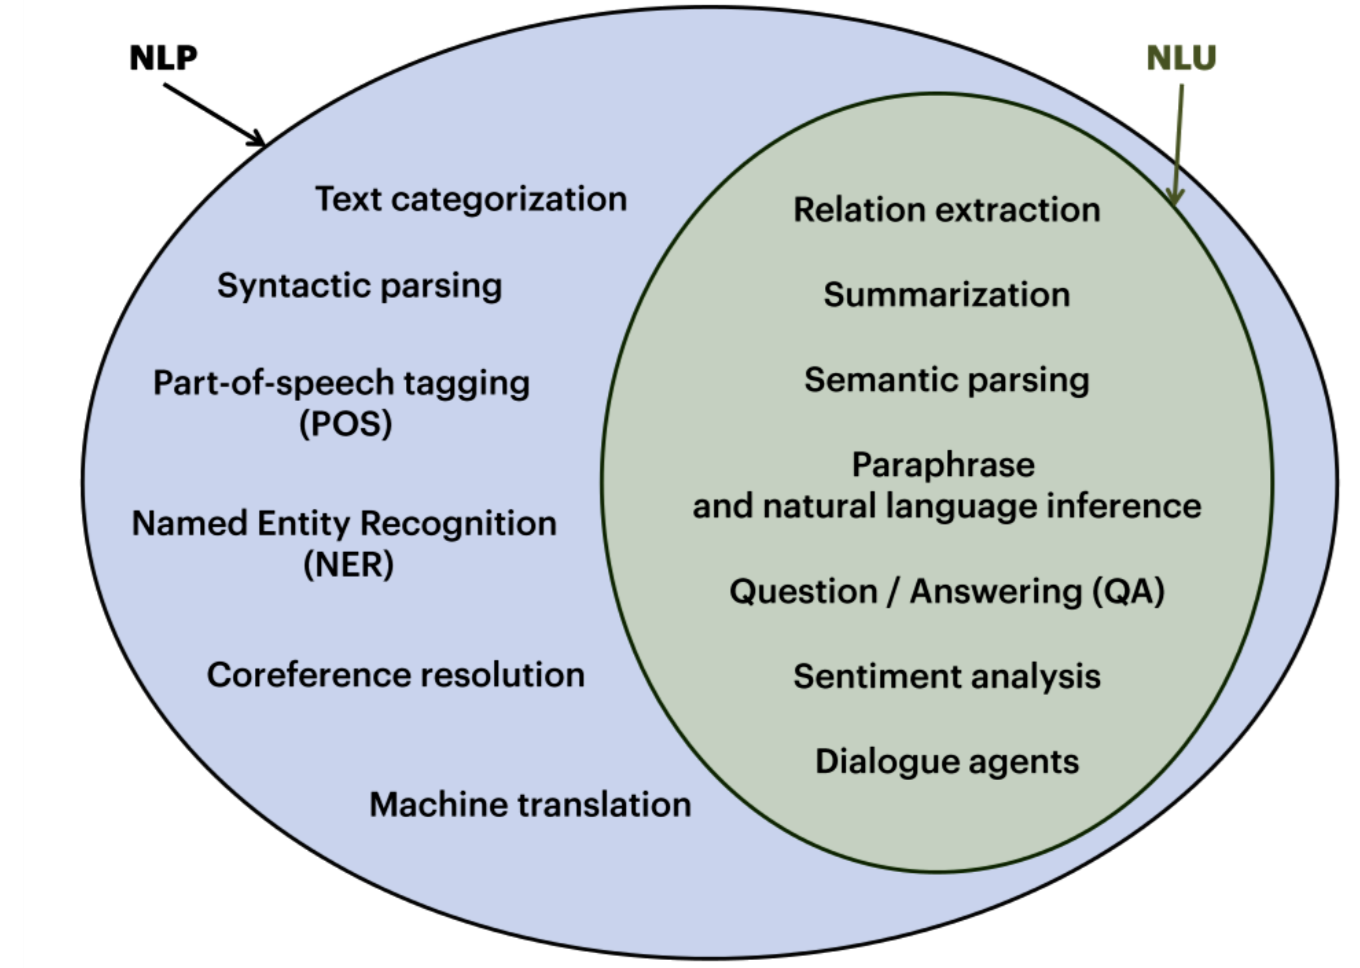 NLP
NLU
Text categorization
Syntactic parsing
Part-of-speech tagging
(POS)
Named Entity Recognition
(NER)
Coreference resolution
Machine translation
Relation extraction
Summarization
Semantic parsing
Paraphrase
and natural language inference
Question / Answering (QA)
Sentiment analysis
Dialogue agents